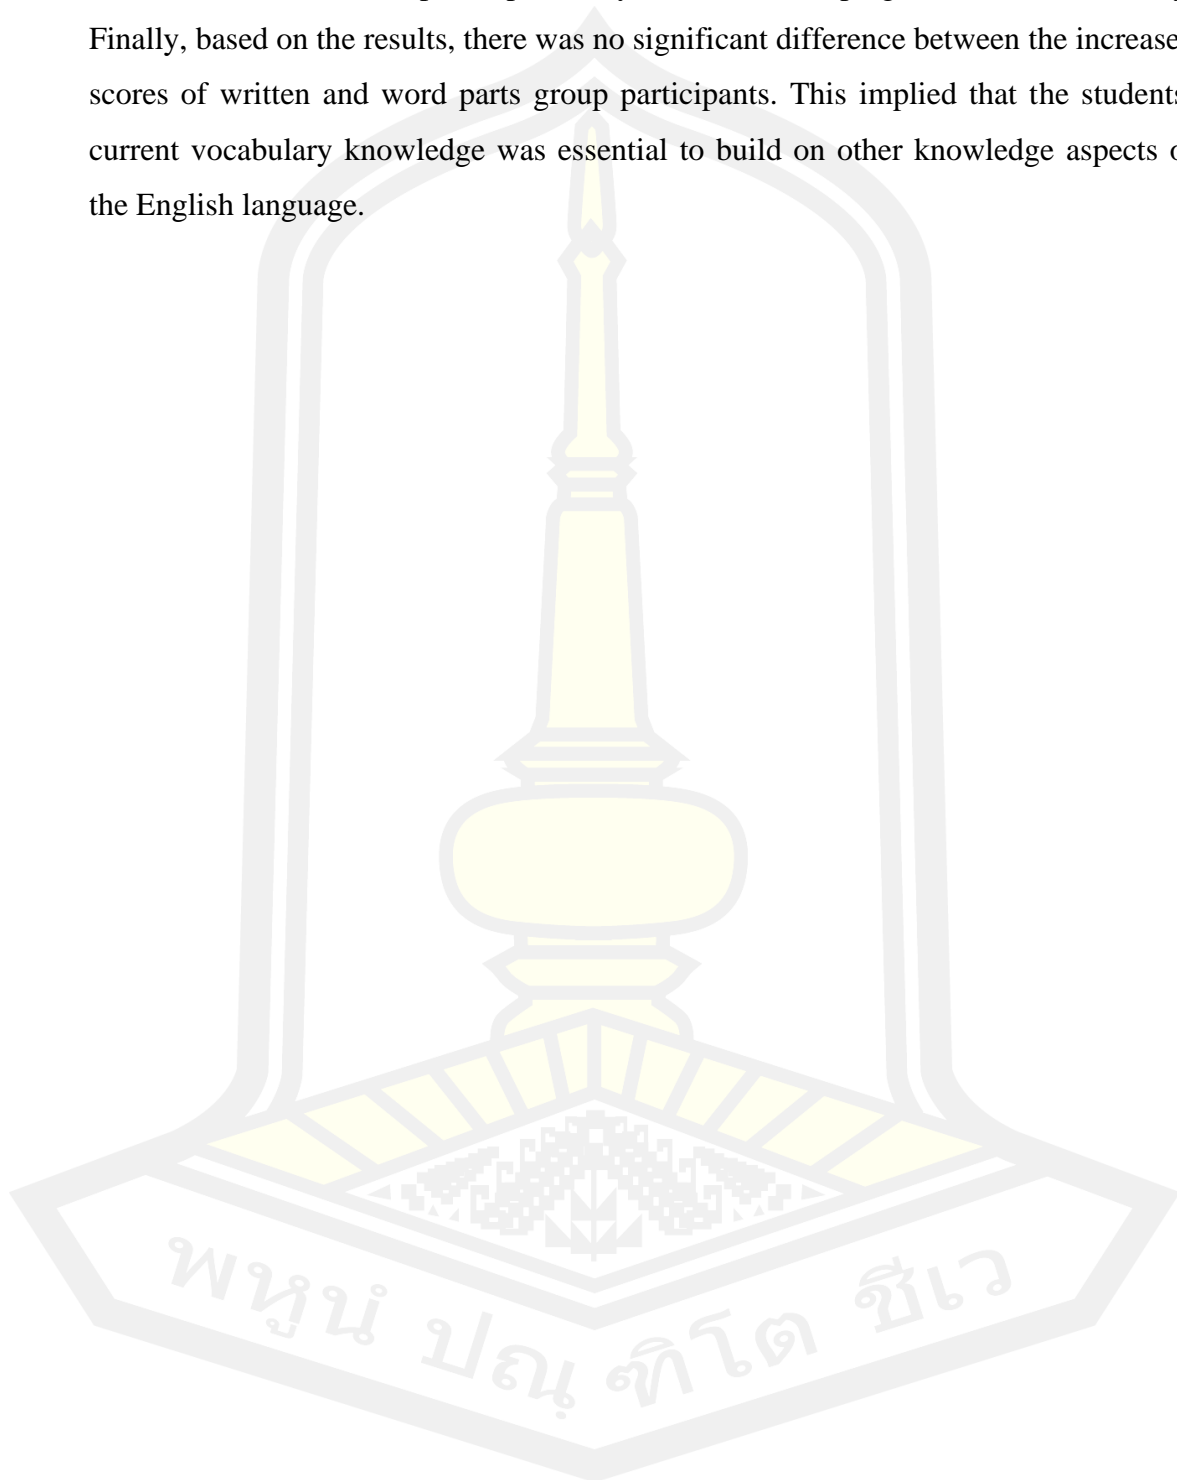 Finally, based on the results, there was no significant difference between the increase
scores of written and word parts group participants. This implied that the students
current vocabulary knowledge was essential to build on other knowledge aspects
the English language.
พหูนํ ปณฺฑิโต ชีเว